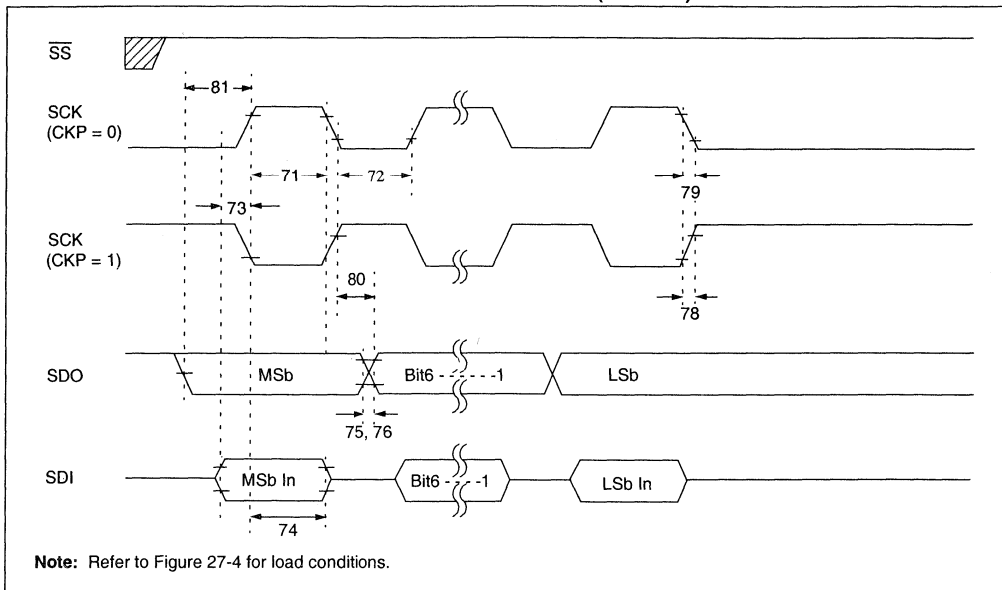 SS
81
SCK
(CKP = 0)
71
72
79
73
SCK
(CKP = 1)
80
78
SDO
MSb
Bit6 - - - - - -1
LSb
75, 76
SDI
MSb In
Bit6 - - - -1
LSb In
74
Note: Refer to Figure 27-4 for load conditions.